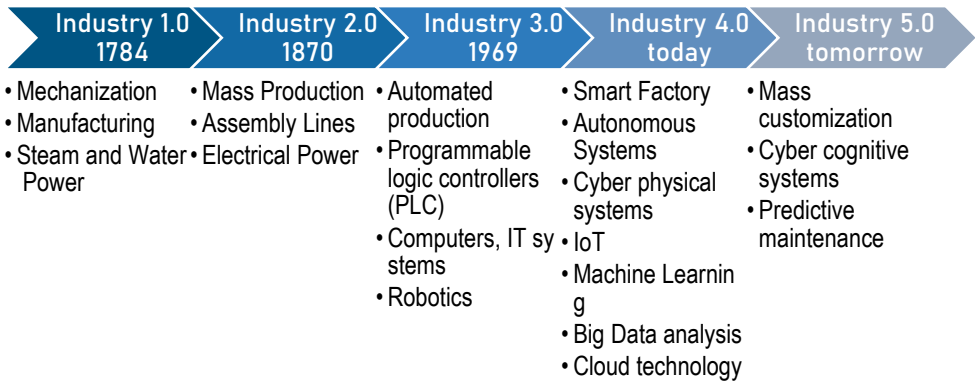 Industry 1.0
1784
Industry 2.0
1870
Industry 3.0
1969
Industry 4.0
today
Industry 5.0
tomorrow
• Mechanization
• Manufacturing
• Steam and Water
Power
• Mass Production
• Assembly Lines
• Electrical Power
• Automated
production
• Programmable
logic controllers
(PLC)
• Computers, IT sy
stems
• Robotics
• Smart Factory
• Autonomous
Systems
• Cyber physical
systems
• IoT
• Machine Learnin
g
• Big Data analysis
• Cloud technology
• Mass
customization
• Cyber cognitive
systems
• Predictive
maintenance